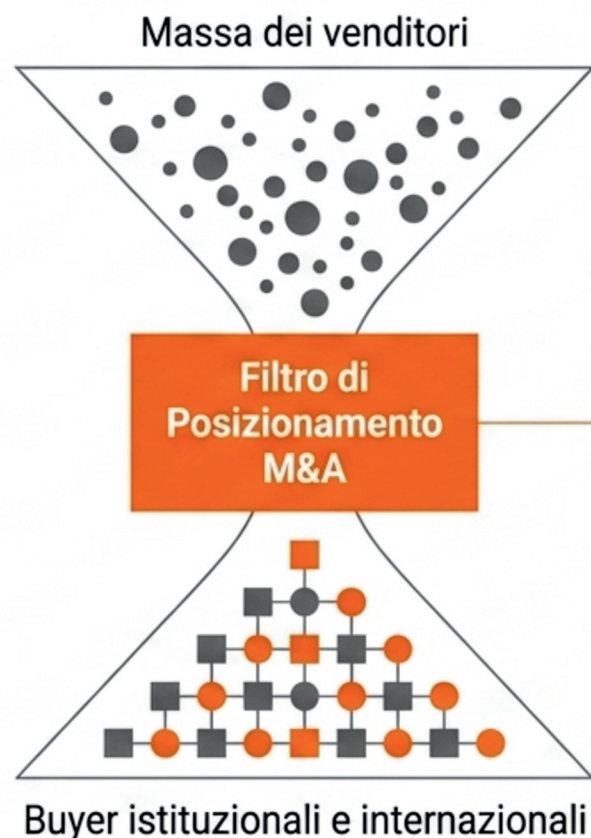 Massa dei venditori
Filtro di
Posizionamento
M&A
Buyer istituzionali e internazionali